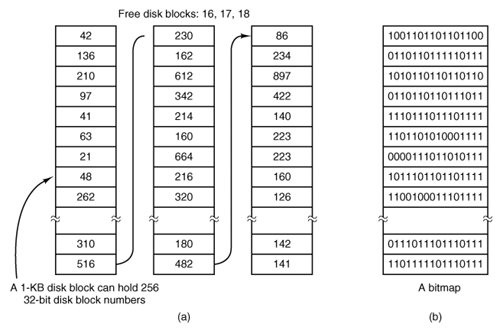 Free disk blocks: 16, 17, 18
42 230 86 1001101101101100
136 162 234 0110110111110111
210 612 897 1010110110110110
97 342 422 0110110110111011
41 214 140 1110111011101111
63 160 223 1101101010001111
21 664 223 0000111011010111
48 216 160 1011101101101111
262 320 126 1100100011101111
310 180 142 0111011101110111
516 482 141 1101111101110111
A 1-KB disk block can hold 256
32-bit disk block numbers
A bitmap
(a) (b)